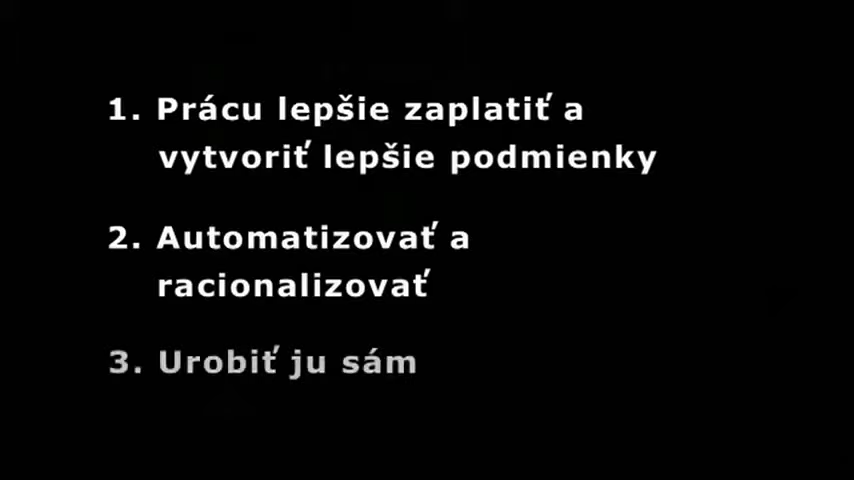 1. Prácu lepšie zaplatiť a
vytvoriť lepšie podmienky
2. Automatizovať a
racionalizovať
3. Urobiť ju sám